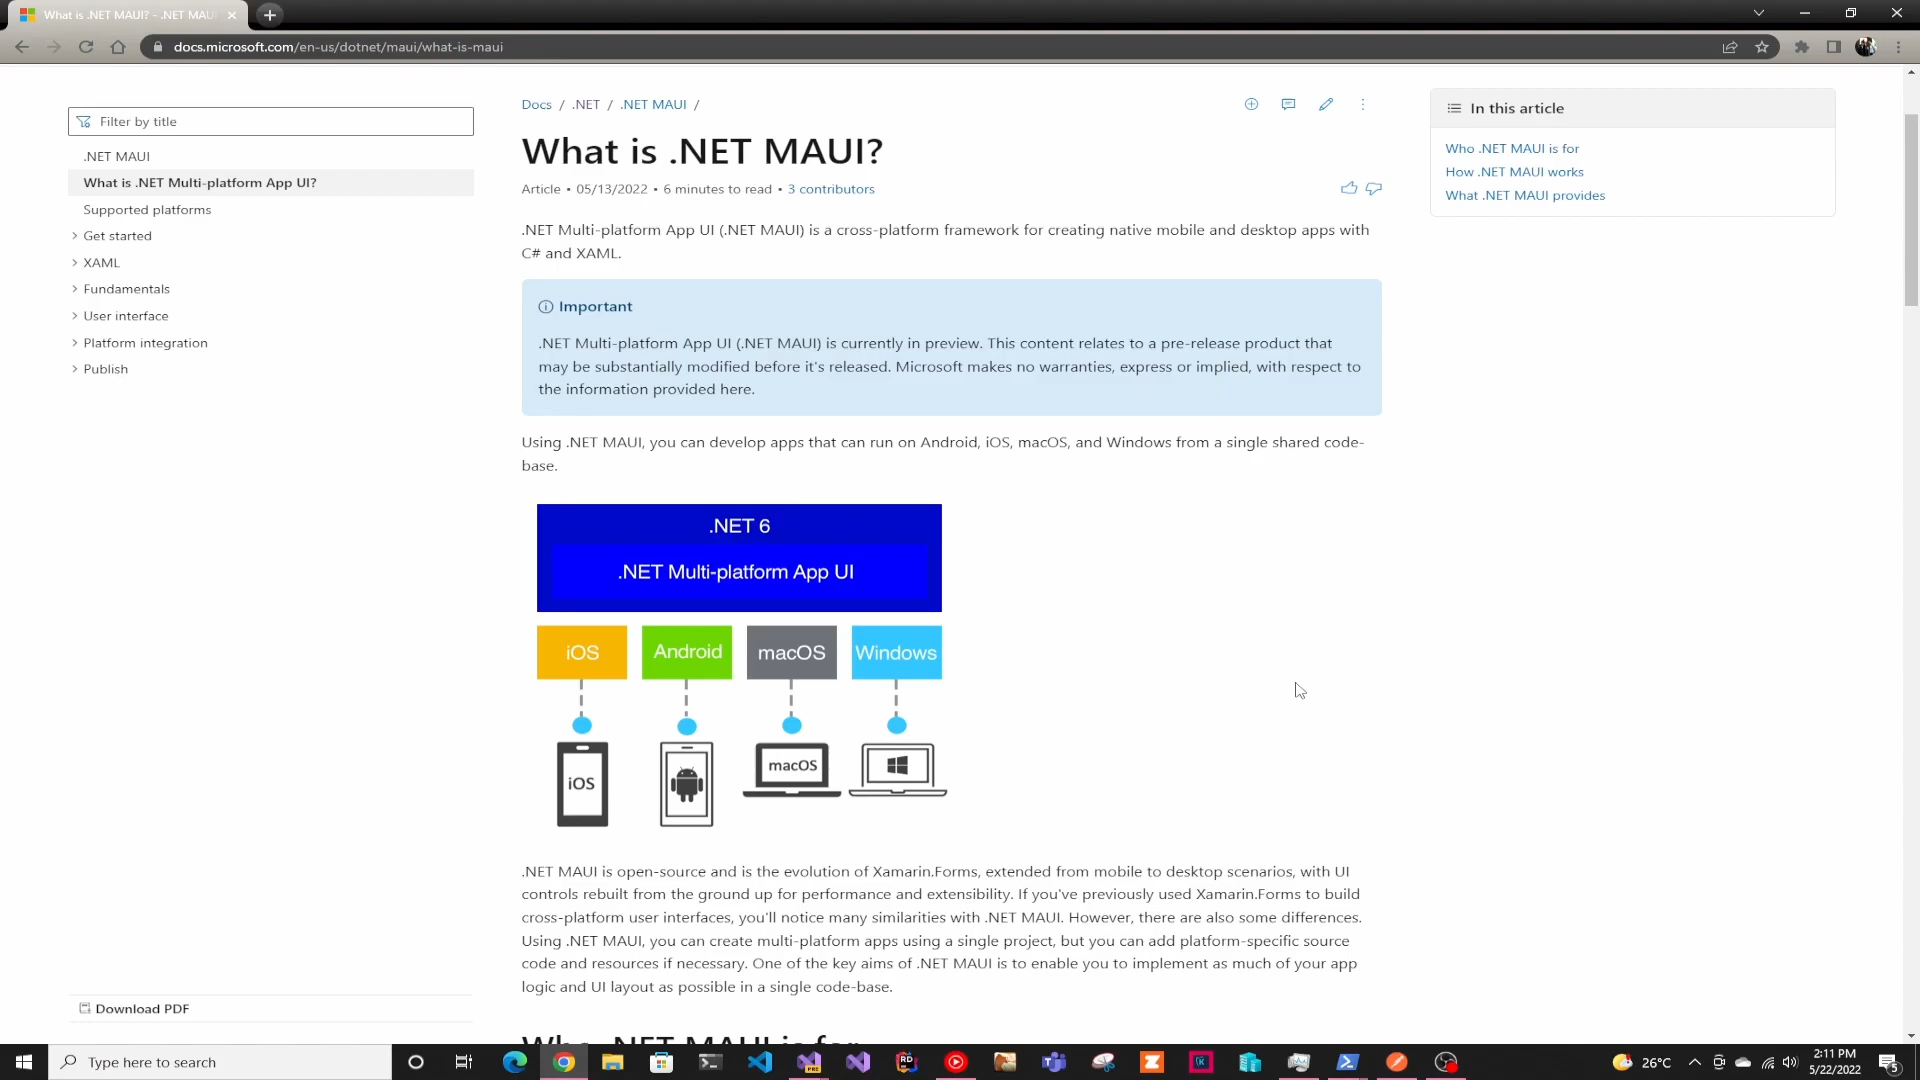 What is .NET MAUI? - .NET MAUI
docs.microsoft.com/en-us/dotnet/maui/what-is-maui
Filter by title
.NET MAUI
What is .NET Multi-platform App UI?
Supported platforms
Get started
XAML
Fundamentals
User interface
Platform integration
Publish
Download PDF
Docs / .NET / .NET MAUI /
What is .NET MAUI?
Article • 05/13/2022 • 6 minutes to read • 3 contributors
.NET Multi-platform App UI (.NET MAUI) is a cross-platform framework for creating native mobile and desktop apps with
C# and XAML.
Important
.NET Multi-platform App UI (.NET MAUI) is currently in preview. This content relates to a pre-release product that
may be substantially modified before it's released. Microsoft makes no warranties, express or implied, with respect to
the information provided here.
Using .NET MAUI, you can develop apps that can run on Android, iOS, macOS, and Windows from a single shared code-
base.
.NET 6
.NET Multi-platform App UI
iOS Android macOS Windows
iOS macOS
.NET MAUI is open-source and is the evolution of Xamarin.Forms, extended from mobile to desktop scenarios, with UI
controls rebuilt from the ground up for performance and extensibility. If you've previously used Xamarin.Forms to build
cross-platform user interfaces, you'll notice many similarities with .NET MAUI. However, there are also some differences.
Using .NET MAUI, you can create multi-platform apps using a single project, but you can add platform-specific source
code and resources if necessary. One of the key aims of .NET MAUI is to enable you to implement as much of your app
logic and UI layout as possible in a single code-base.
Who .NET MAUI is for
In this article
Who .NET MAUI is for
How .NET MAUI works
What .NET MAUI provides
Type here to search
PRE
RD
26°C
2:11 PM
5/22/2022
5